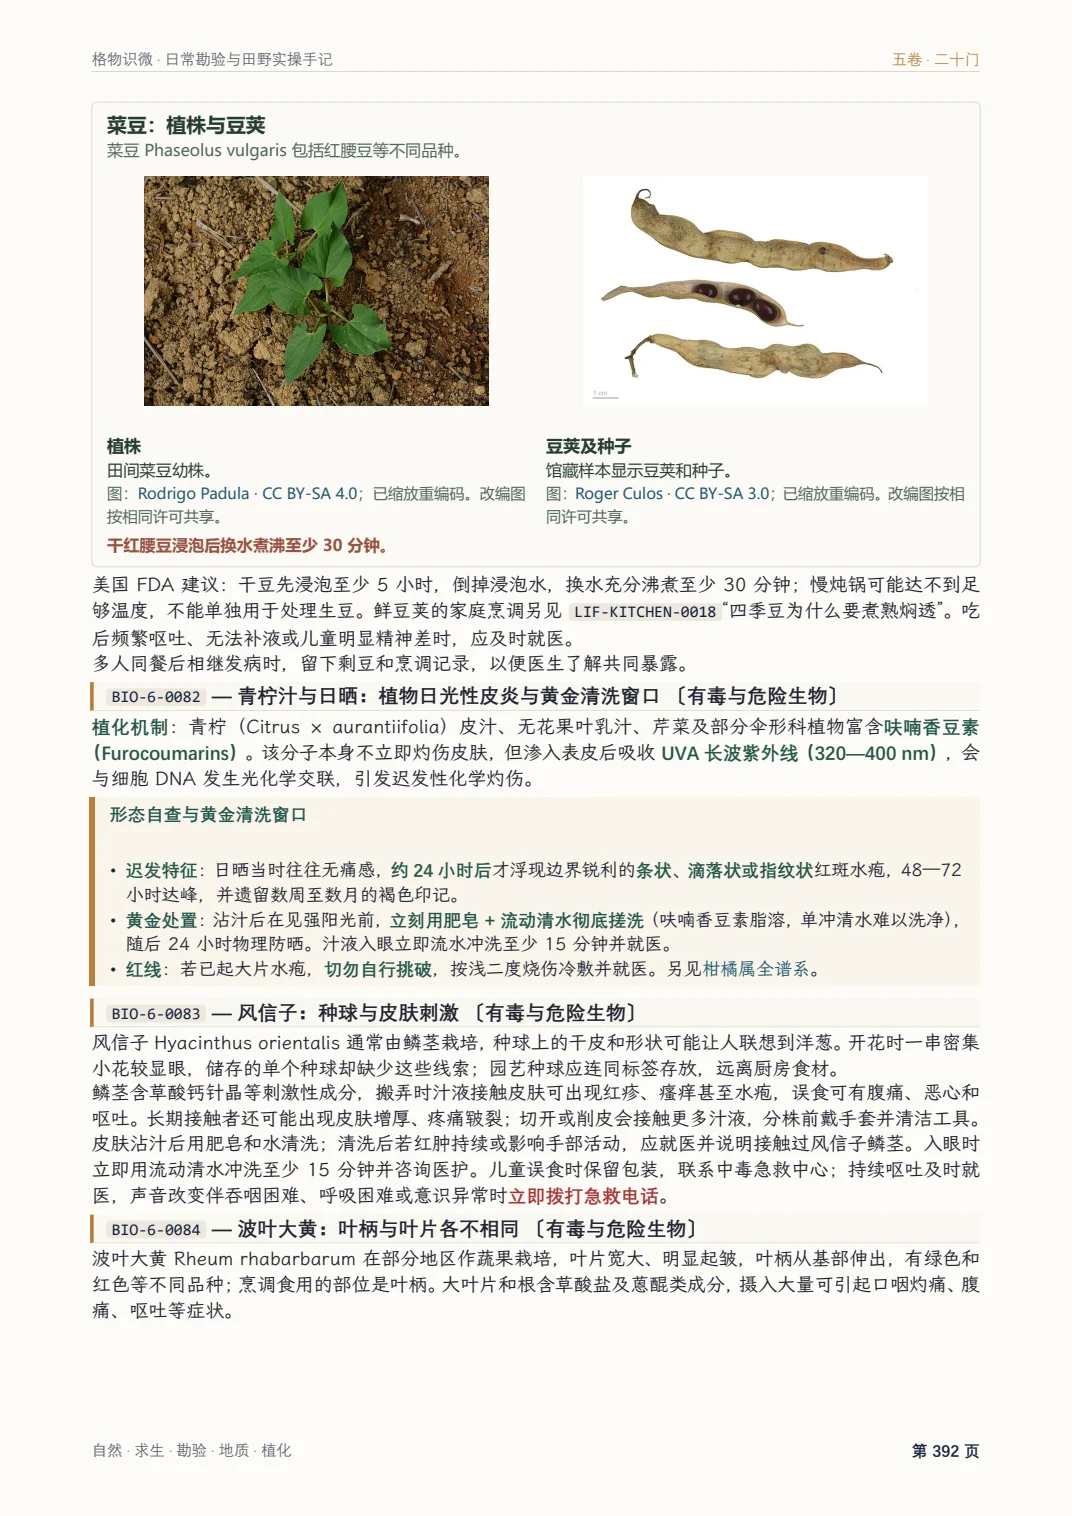 格物识微 · 日常勘验与田野实操手记
五卷 · 二十门
菜豆：植株与豆荚
菜豆 Phaseolus vulgaris 包括红腰豆等不同品种。
1 cm
植株
田间菜豆幼株。
图：Rodrigo Padula · CC BY-SA 4.0；已缩放重编码。改编图
按相同许可共享。
豆荚及种子
馆藏样本显示豆荚和种子。
图：Roger Culos · CC BY-SA 3.0；已缩放重编码。改编图按相
同许可共享。
干红腰豆浸泡后换水煮沸至少 30 分钟。
美国 FDA 建议：干豆先浸泡至少 5 小时，倒掉浸泡水，换水充分沸煮至少 30 分钟；慢炖锅可能达不到足
够温度，不能单独用于处理生豆。鲜豆荚的家庭烹调另见 LIF-KITCHEN-0018“四季豆为什么要煮熟焖透”。吃
后频繁呕吐、无法补液或儿童明显精神差时，应及时就医。
多人同餐后相继发病时，留下剩豆和烹调记录，以便医生了解共同暴露。
BIO-6-0082 — 青柠汁与日晒：植物日光性皮炎与黄金清洗窗口〔有毒与危险生物〕
植化机制：青柠（Citrus × aurantiifolia）皮汁、无花果叶乳汁、芹菜及部分伞形科植物富含呋喃香豆素
（Furocoumarins）。该分子本身不立即灼伤皮肤，但渗入表皮后吸收 UVA 长波紫外线（320—400 nm），会
与细胞 DNA 发生光化学交联，引发迟发性化学灼伤。
形态自查与黄金清洗窗口
• 迟发特征：日晒当时往往无痛感，约 24 小时后才浮现边界锐利的条状、滴落状或指纹状红斑水疱，48—72
小时达峰，并遗留数周至数月的褐色印记。
• 黄金处置：沾汁后在见强阳光前，立刻用肥皂 + 流动清水彻底搓洗（呋喃香豆素脂溶，单冲清水难以洗净），
随后 24 小时物理防晒。汁液入眼立即流水冲洗至少 15 分钟并就医。
• 红线：若已起大片水疱，切勿自行挑破，按浅二度烧伤冷敷并就医。另见柑橘属全谱系。
BIO-6-0083 — 风信子：种球与皮肤刺激〔有毒与危险生物〕
风信子 Hyacinthus orientalis 通常由鳞茎栽培，种球上的干皮和形状可能让人联想到洋葱。开花时一串密集
小花较显眼，储存的单个种球却缺少这些线索；园艺种球应连同标签存放，远离厨房食材。
鳞茎含草酸钙针晶等刺激性成分，搬弄时汁液接触皮肤可出现红疹、瘙痒甚至水疱，误食可有腹痛、恶心和
呕吐。长期接触者还可能出现皮肤增厚、疼痛皲裂；切开或削皮会接触更多汁液，分株前戴手套并清洁工具。
皮肤沾汁后用肥皂和水清洗；清洗后若红肿持续或影响手部活动，应就医并说明接触过风信子鳞茎。入眼时
立即用流动清水冲洗至少 15 分钟并咨询医护。儿童误食时保留包装，联系中毒急救中心；持续呕吐及时就
医，声音改变伴吞咽困难、呼吸困难或意识异常时立即拨打急救电话。
BIO-6-0084 — 波叶大黄：叶柄与叶片各不相同〔有毒与危险生物〕
波叶大黄 Rheum rhabarbarum 在部分地区作蔬果栽培，叶片宽大、明显起皱，叶柄从基部伸出，有绿色和
红色等不同品种；烹调食用的部位是叶柄。大叶片和根含草酸盐及蒽醌类成分，摄入大量可引起口咽灼痛、腹
痛、呕吐等症状。
自然 · 求生 · 勘验 · 地质 · 植化
第 392 页